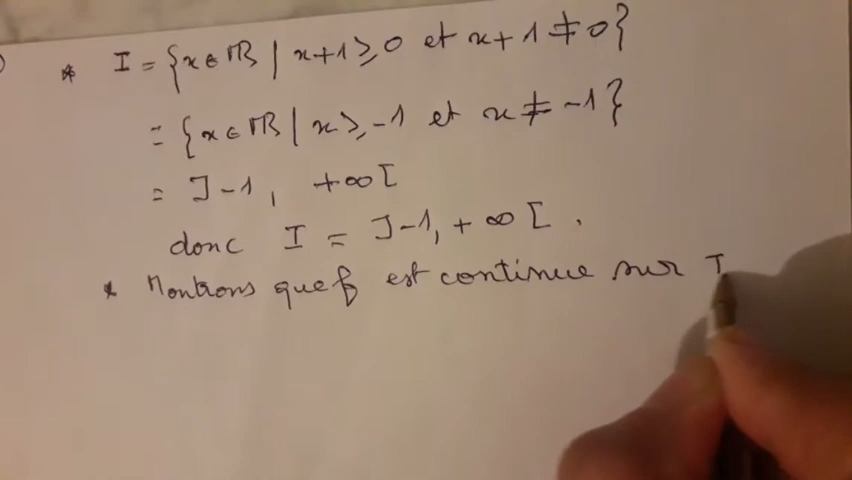 * I = {x ∈ ℝ | x+1 ≥ 0 et x+1 ≠ 0}
= {x ∈ ℝ | x ≥ -1 et x ≠ -1}
= ]-1, +∞[
donc I = ]-1, +∞[.
* Montrons que f est continue sur I